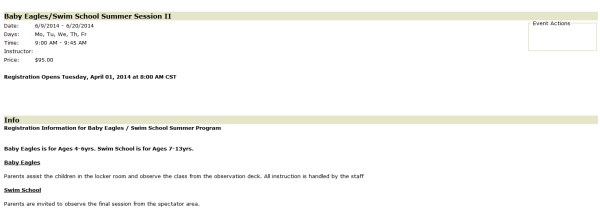 Baby Eagles/Swim School Summer Session II
Date: 6/9/2014 - 6/20/2014
Event Actions
Days: Mo, Tu, We, Th, Fr
Time: 9:00 AM - 9:45 AM
Instructor:
Price: $95.00
Registration Opens Tuesday, April 01, 2014 at 8:00 AM CST
Info
Registration Information for Baby Eagles / Swim School Summer Program
Baby Eagles is for Ages 4-6yrs. Swim School is for Ages 7-13yrs.
Baby Eagles
Parents assist the children in the locker room and observe the class from the observation deck. All instruction is handled by the staff
Swim School
Parents are invited to observe the final session from the spectator area.